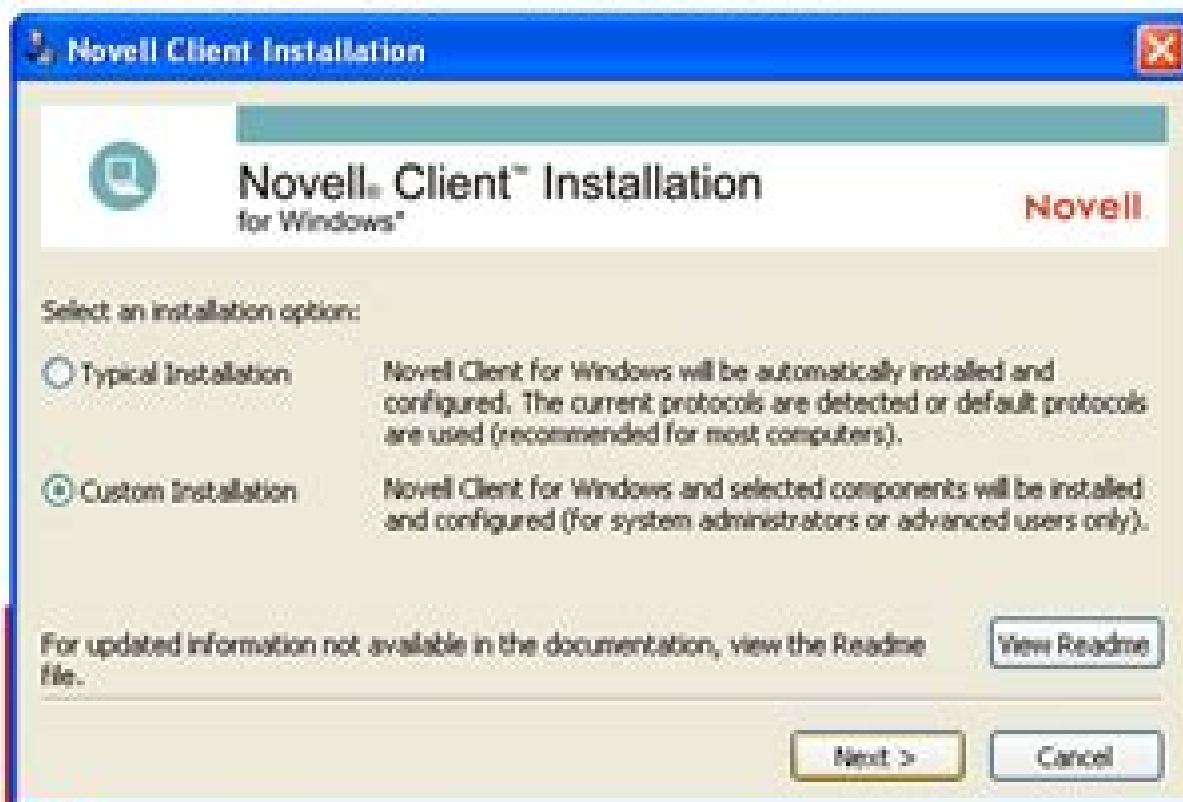 Novell Client Installation
Novell® Client™ Installation
for Windows*
Novell
Select an installation option:
Typical Installation
Novell Client for Windows will be automatically installed and
configured. The current protocols are detected or default protocols
are used (recommended for most computers).
Custom Installation
Novell Client for Windows and selected components will be installed
and configured (for system administrators or advanced users only).
For updated information not available in the documentation, view the Readme
file.
View Readme
Next >
Cancel